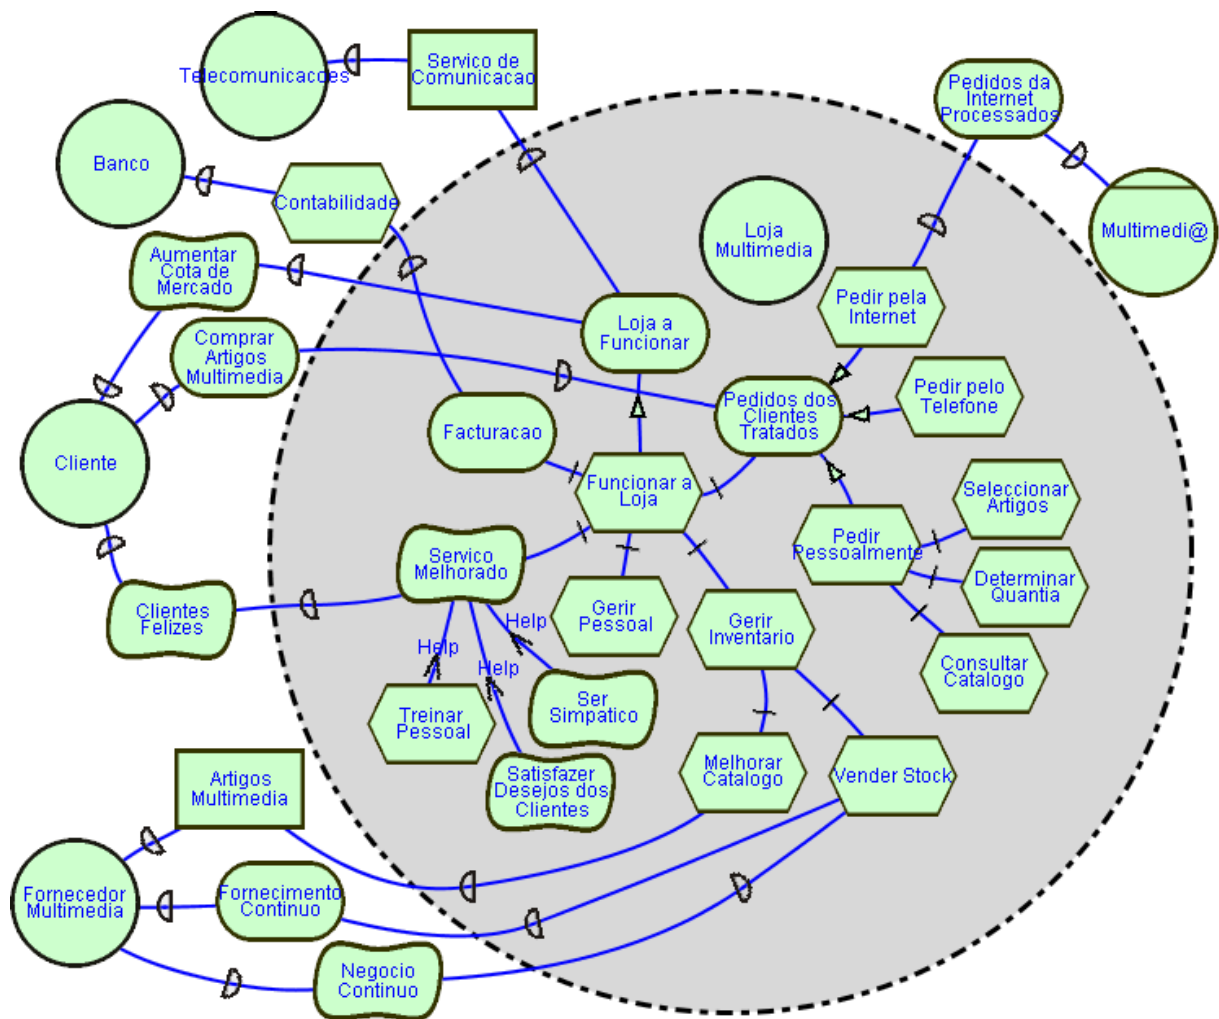 Telecomunicacoes
Servico de
Comunicacao
Pedidos da
Internet
Processados
Banco
Contabilidade
Loja
Multimedia
Multimedi@
Aumentar
Cota de
Mercado
Comprar
Artigos
Multimedia
Loja a
Funcionar
Pedir pela
Internet
Pedir pelo
Telefone
Pedidos dos
Clientes
Tratados
Facturacao
Cliente
Funcionar a
Loja
Seleccionar
Artigos
Pedir
Pessoalmente
Servico
Melhorado
Determinar
Quantia
Clientes
Felizes
Gerir
Pessoal
Gerir
Inventario
Consultar
Catalogo
Help
Help
Help
Treinar
Pessoal
Ser
Simpatico
Satisfazer
Desejos dos
Clientes
Melhorar
Catalogo
Vender Stock
Artigos
Multimedia
Fornecedor
Multimedia
Fornecimento
Continuo
Negocio
Continuo